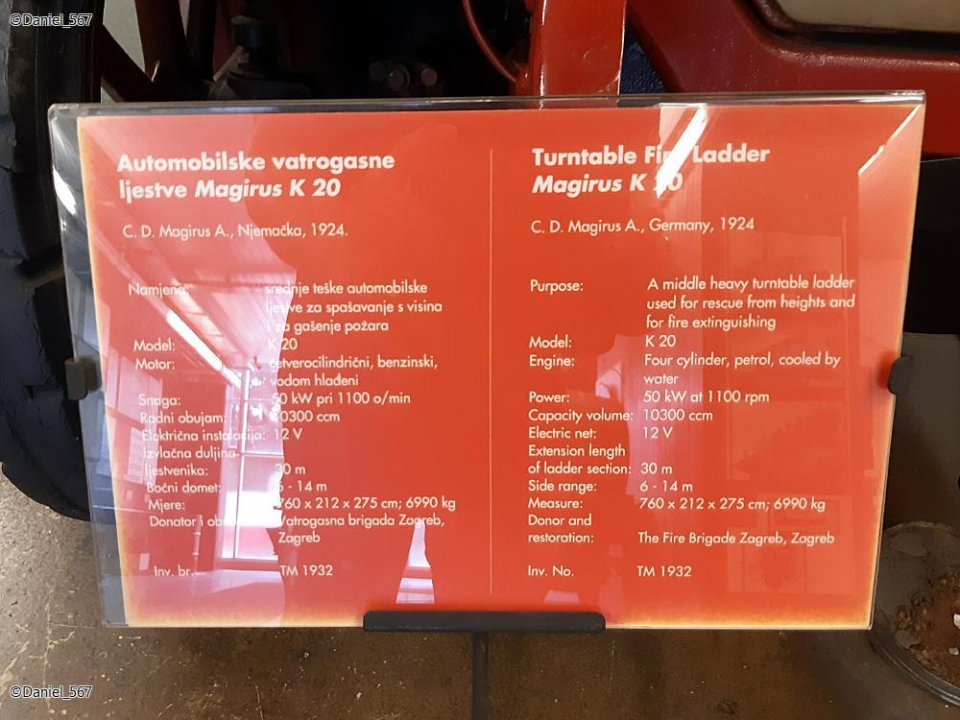 ©Daniel_567
Automobilske vatrogasne
ljestve Magirus K 20
C. D. Magirus A., Njemačka, 1924.
Namjena:
srednje teške automobilske
ljestve za spašavanje s visina
i za gašenje požara
Model: K 20
Motor: četverocilindrični, benzinski,
vodom hlađeni
Snaga: 50 kW pri 1100 o/min
Radni obujam: 10300 ccm
Električna instalacija: 12 V
Izvlačna duljina
ljestvenika: 30 m
Bočni domet: 6 - 14 m
Mjere: 760 x 212 x 275 cm; 6990 kg
Donator i
Vatrogasna brigada Zagreb,
Zagreb
Inv. br. TM 1932
Turntable Fire Ladder
Magirus K 20
C. D. Magirus A., Germany, 1924
Purpose: A middle heavy turntable ladder
used for rescue from heights and
for fire extinguishing
Model: K 20
Engine: Four cylinder, petrol, cooled by
water
Power: 50 kW at 1100 rpm
Capacity volume: 10300 ccm
Electric net: 12 V
Extension length
of ladder section: 30 m
Side range: 6 - 14 m
Measure: 760 x 212 x 275 cm; 6990 kg
Donor and
restoration: The Fire Brigade Zagreb, Zagreb
Inv. No. TM 1932
©Daniel_567